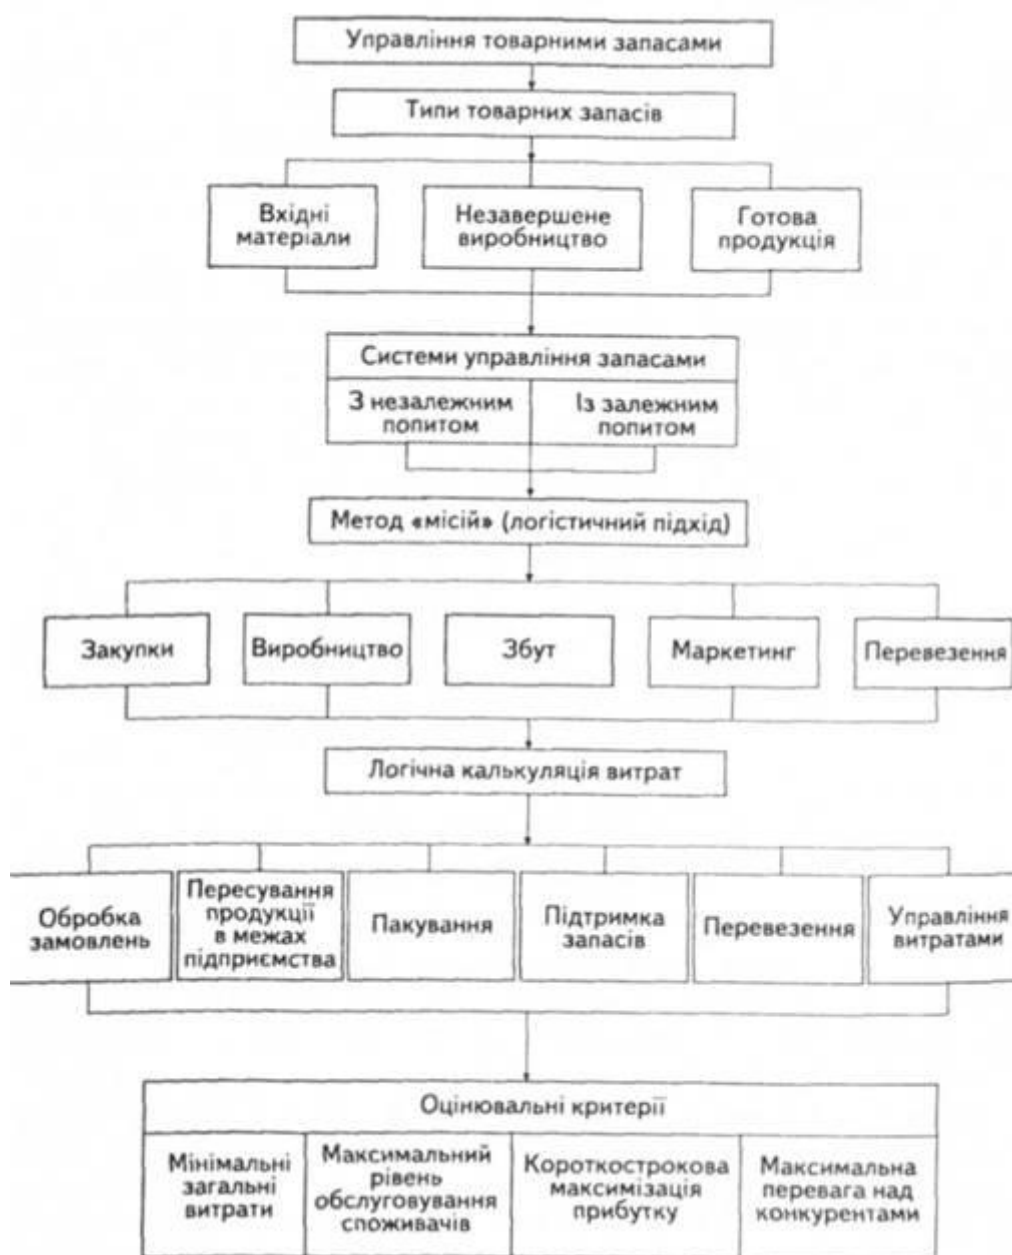 Управління товарними запасами
Типи товарних запасів
Вхідні
матеріали
Незавершене
виробництво
Готова
продукція
Системи управління запасами
З незалежним
попитом
Із залежним
попитом
Метод «місій» (логістичний підхід)
Закупки
Виробництво
Збут
Маркетинг
Перевезення
Логічна калькуляція витрат
Обробка
замовлень
Пересування
продукції
в межах
підприємства
Пакування
Підтримка
запасів
Перевезення
Управління
витратами
Оцінювальні критерії
Мінімальні
загальні
витрати
Максимальний
рівень
обслуговування
споживачів
Короткострокова
максимізація
прибутку
Максимальна
перевага над
конкурентами